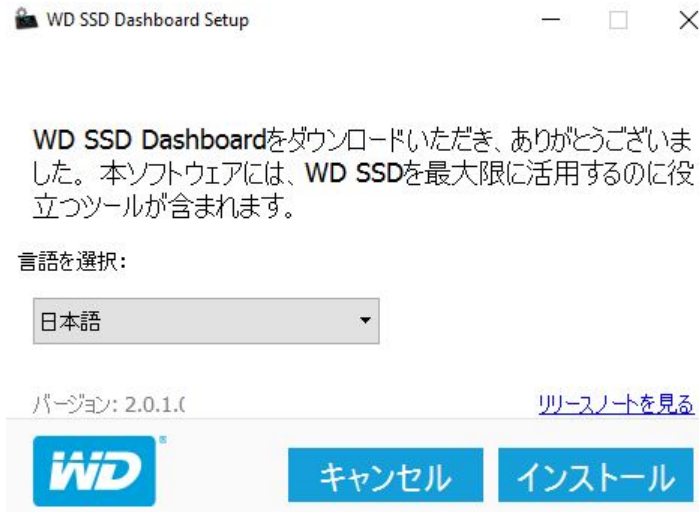 WD SSD Dashboard Setup
WD SSD Dashboardをダウンロードいただき、ありがとうございま
した。本ソフトウェアには、WD SSDを最大限に活用するのに役
立つツールが含まれます。
言語を選択:
日本語
バージョン: 2.0.1.(
リリースノートを見る
WD®
キャンセル
インストール